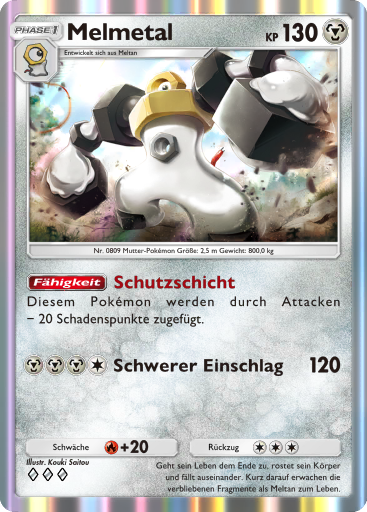 PHASE 1 Melmetal KP 130
Entwickelt sich aus Meltan
Nr. 0809 Mutter-Pokémon Größe: 2,5 m Gewicht: 800,0 kg
Fähigkeit Schutzschicht
Diesem Pokémon werden durch Attacken
– 20 Schadenspunkte zugefügt.
Schwerer Einschlag 120
Schwäche +20 Rückzug
Illustr. Kouki Saitou
Geht sein Leben dem Ende zu, rostet sein Körper
und fällt auseinander. Kurz darauf erwachen die
verbliebenen Fragmente als Meltan zum Leben.